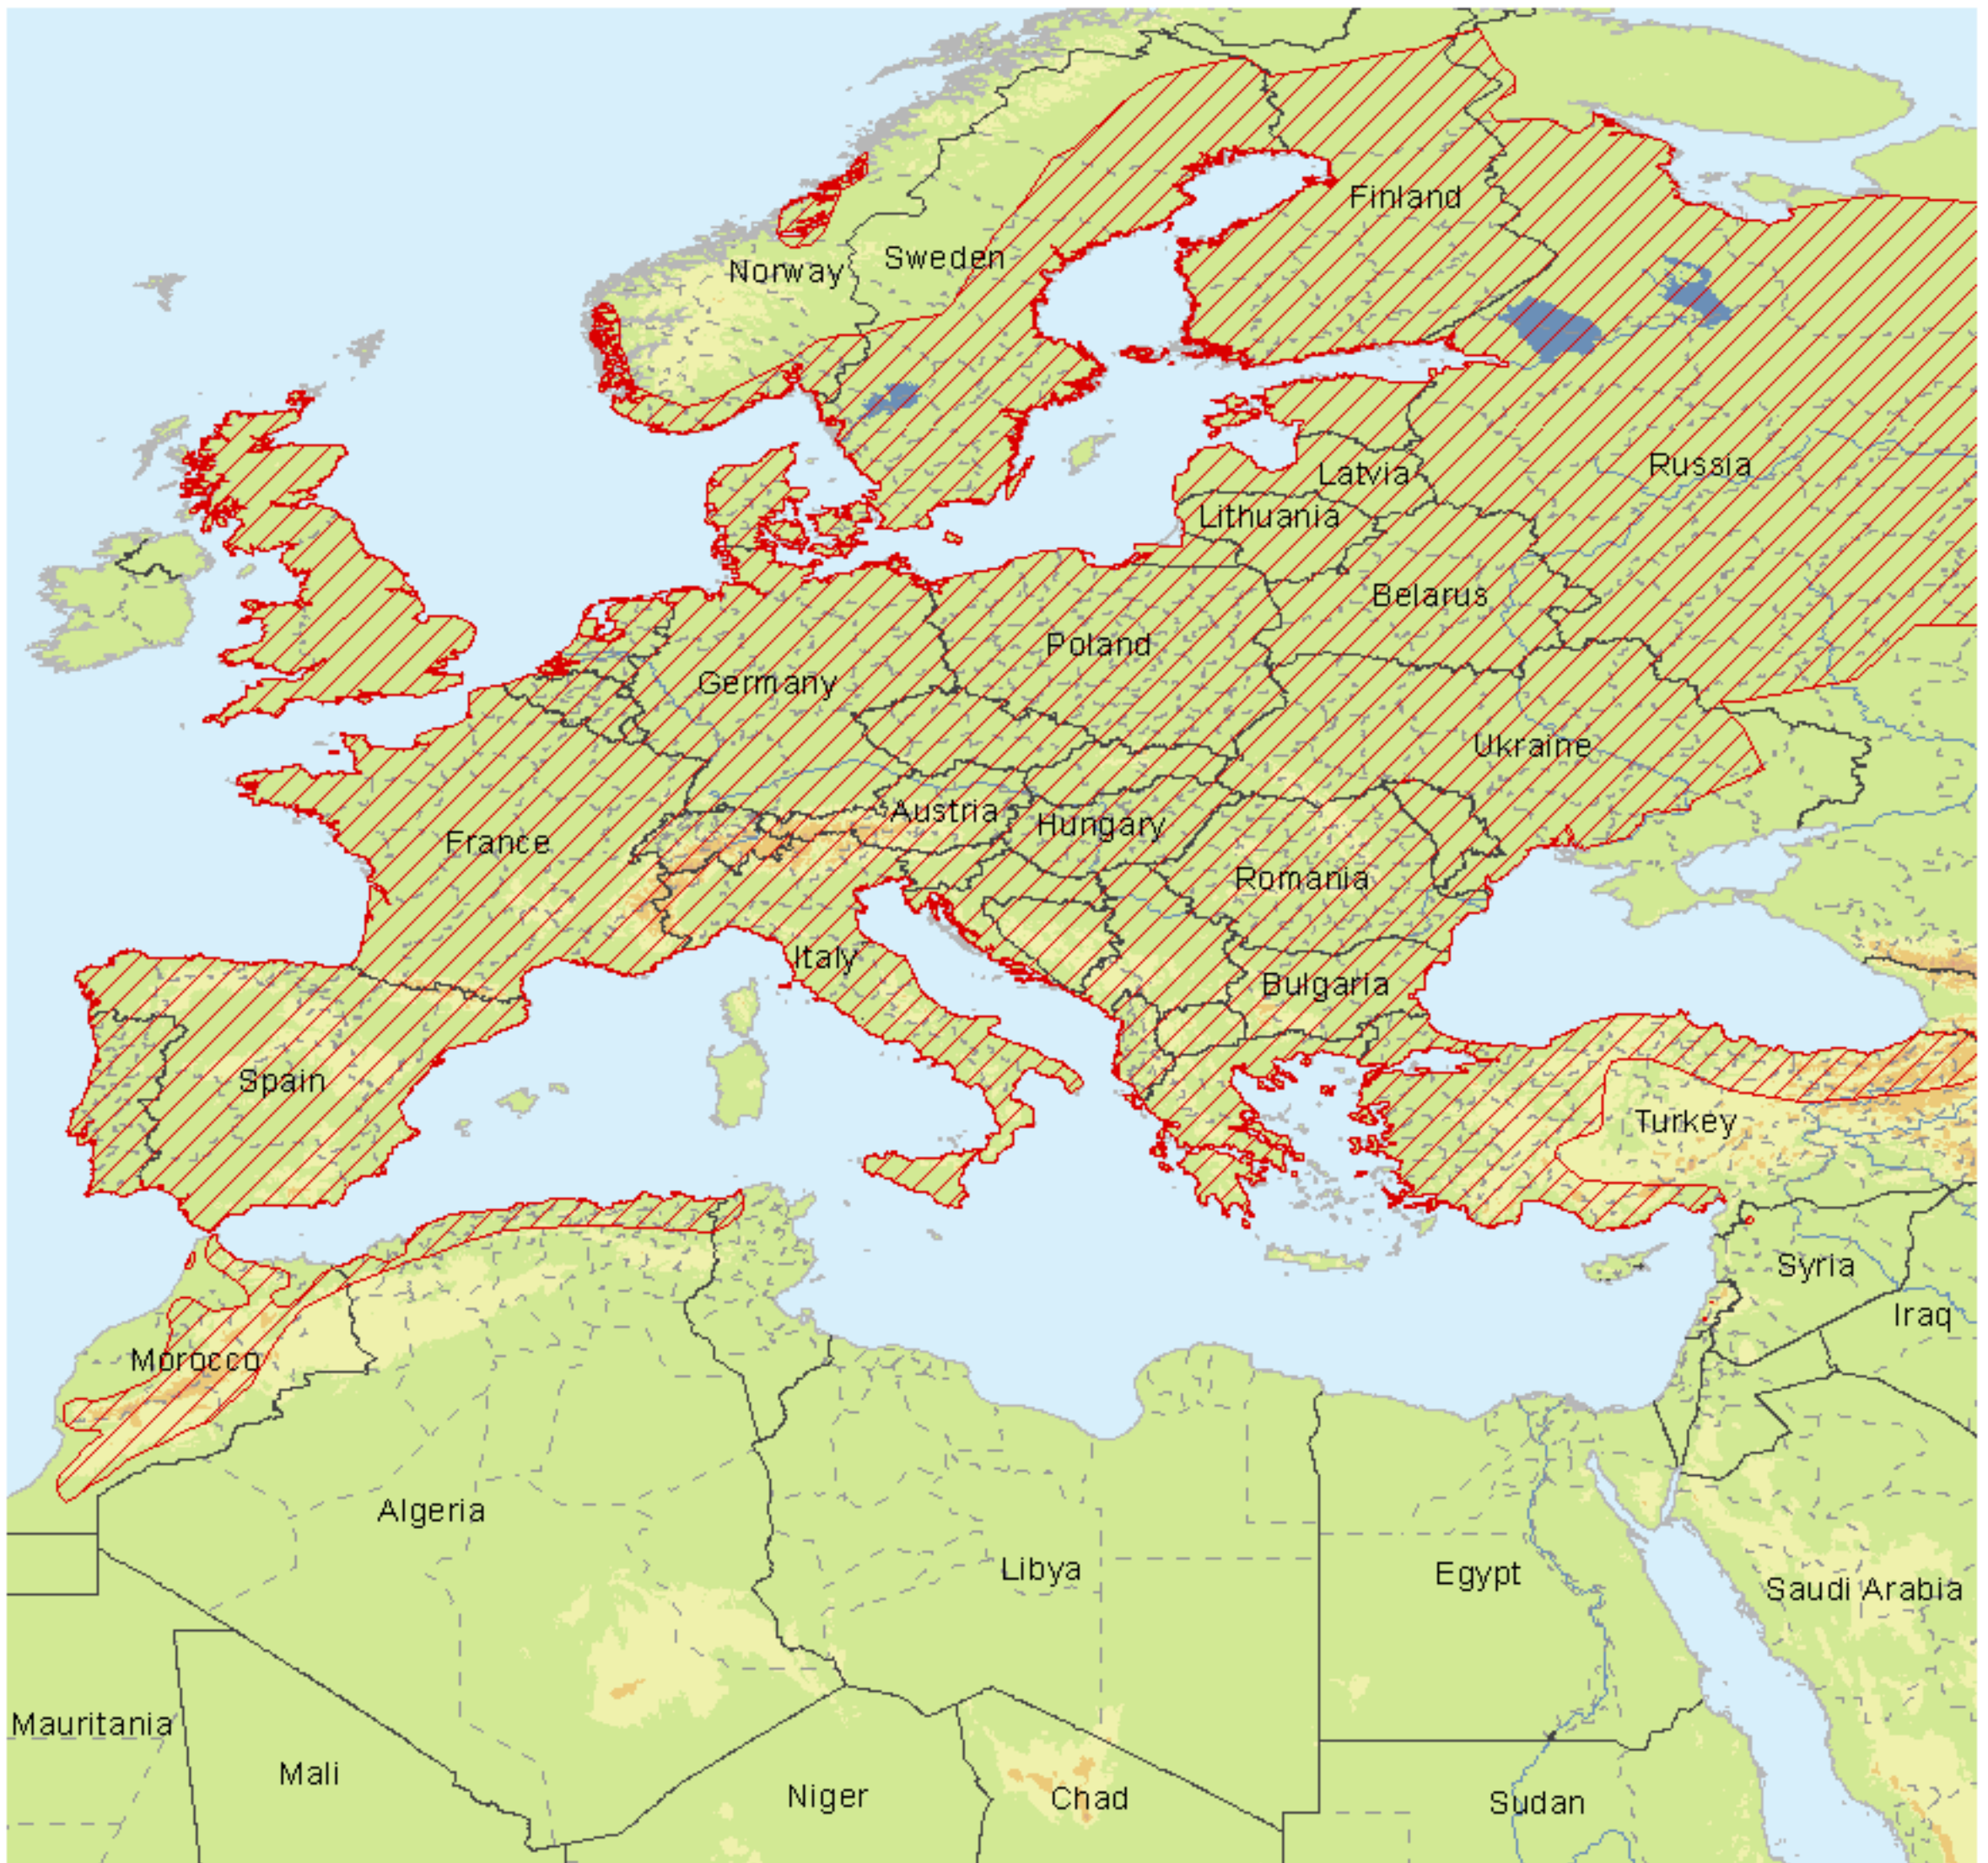 Finland
Sweden
Norway
Russia
Latvia
Lithuania
Belarus
Poland
Germany
Ukraine
Austria
Hungary
France
Romania
Italy
Bulgaria
Spain
Turkey
Syria
Iraq
Morocco
Algeria
Libya
Egypt
Saudi Arabia
Mauritania
Mali
Niger
Chad
Sudan